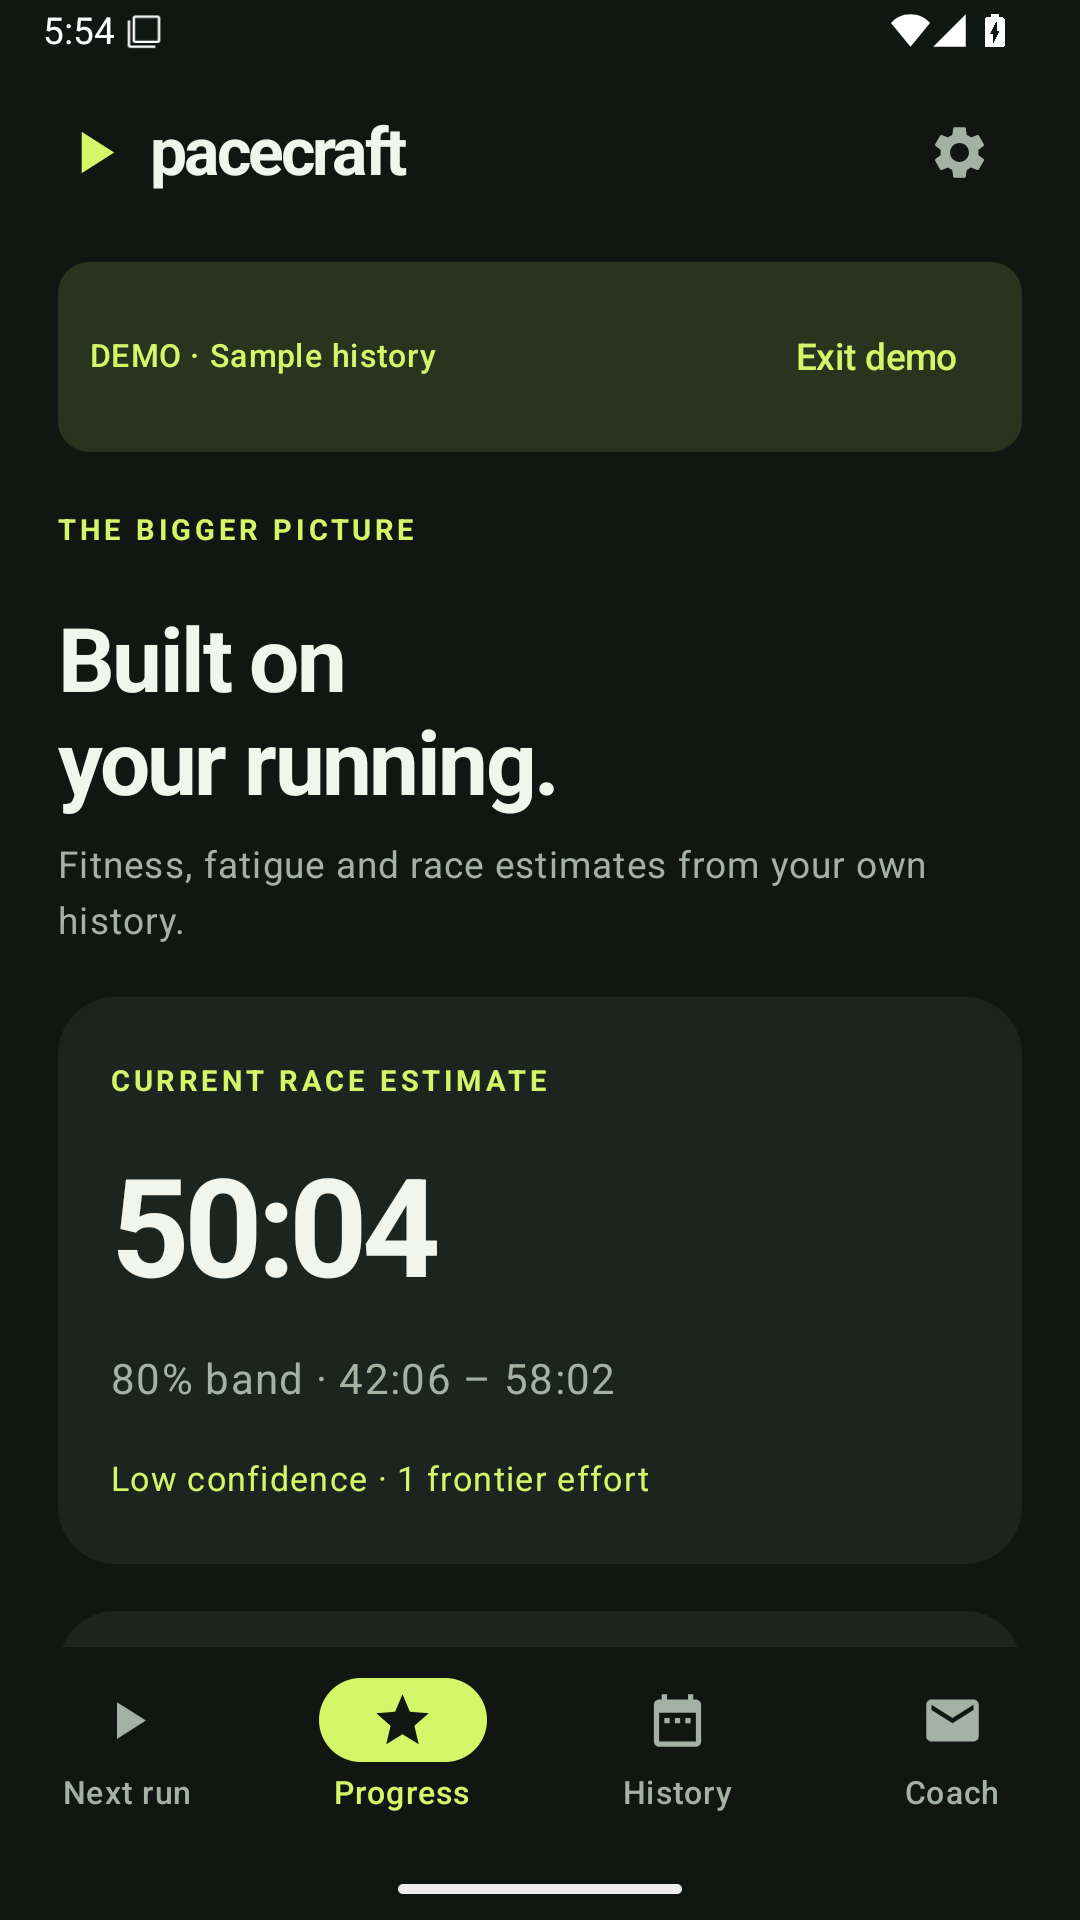 5:54
pacecraft
DEMO · Sample history
Exit demo
THE BIGGER PICTURE
Built on
your running.
Fitness, fatigue and race estimates from your own
history.
CURRENT RACE ESTIMATE
50:04
80% band · 42:06 – 58:02
Low confidence · 1 frontier effort
Next run
Progress
History
Coach